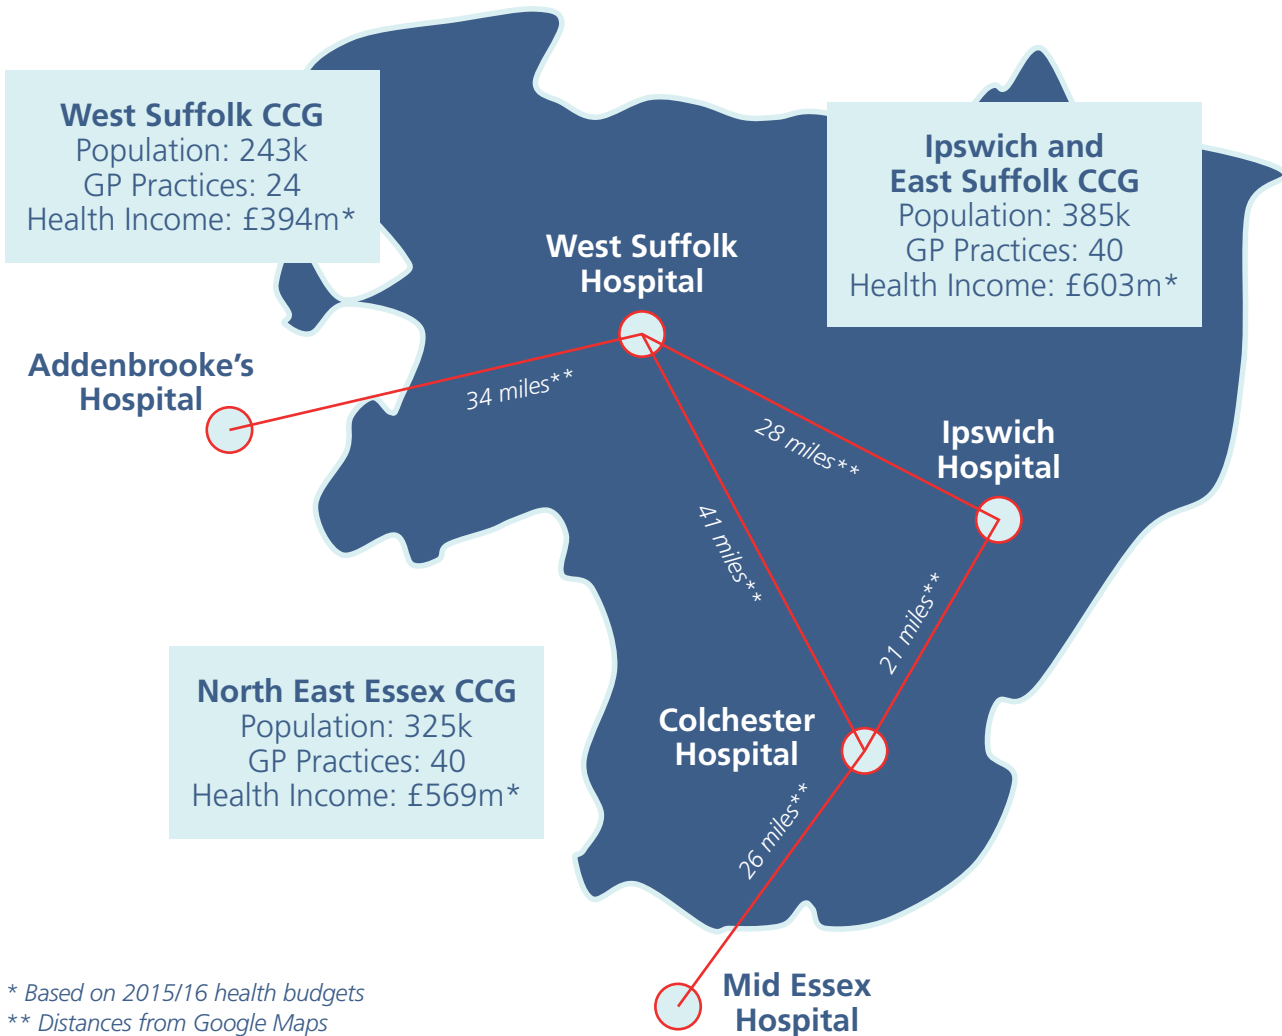 West Suffolk CCG
Population: 243k
GP Practices: 24
Health Income: £394m*
Ipswich and
East Suffolk CCG
Population: 385k
GP Practices: 40
Health Income: £603m*
West Suffolk
Hospital
Addenbrooke's
Hospital
34 miles**
28 miles**
Ipswich
Hospital
41 miles**
21 miles**
North East Essex CCG
Population: 325k
GP Practices: 40
Health Income: £569m*
Colchester
Hospital
26 miles**
Mid Essex
Hospital
* Based on 2015/16 health budgets
** Distances from Google Maps